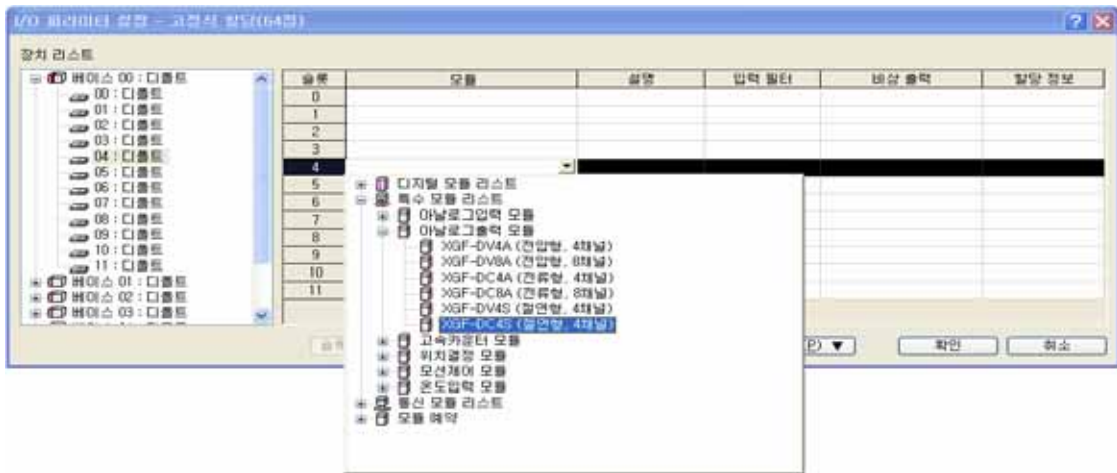 I/O 파라미터 설정 - 고정식 할당(64점)
장치 리스트
베이스 00 : 디폴트
00 : 디폴트
01 : 디폴트
02 : 디폴트
03 : 디폴트
04 : 디폴트
05 : 디폴트
06 : 디폴트
07 : 디폴트
08 : 디폴트
09 : 디폴트
10 : 디폴트
11 : 디폴트
베이스 01 : 디폴트
베이스 02 : 디폴트
베이스 03 : 디폴트
슬롯 모듈 설명 입력 필터 비상 출력 할당 정보
0
1
2
3
4
5
6
7
8
9
10
11
디지털 모듈 리스트
특수 모듈 리스트
아날로그입력 모듈
아날로그출력 모듈
XGF-DV4A (전압형, 4채널)
XGF-DV8A (전압형, 8채널)
XGF-DC4A (전류형, 4채널)
XGF-DC8A (전류형, 8채널)
XGF-DV4S (절연형, 4채널)
XGF-DC4S (절연형, 4채널)
고속카운터 모듈
위치결정 모듈
모션제어 모듈
온도입력 모듈
통신 모듈 리스트
모듈 예약
(P) ▼ 확인 취소